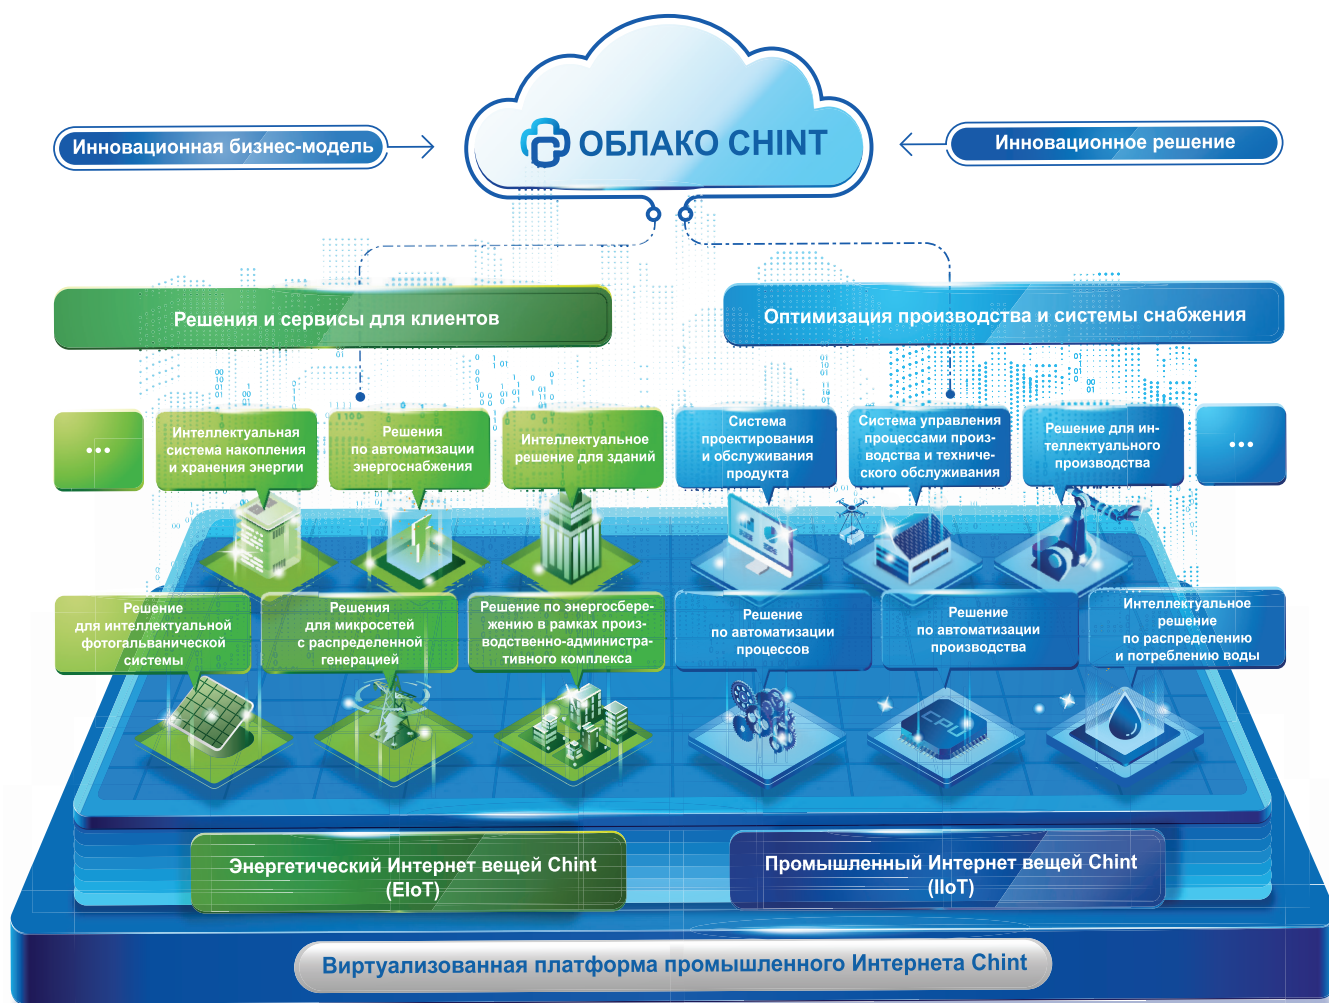 ОБЛАКО CHINT
Инновационная бизнес-модель
Инновационное решение
Решения и сервисы для клиентов
Оптимизация производства и системы снабжения
...
Интеллектуальная
система накопления
и хранения энергии
Решения
по автоматизации
энергоснабжения
Интеллектуальное
решение для зданий
Система
проектирования
и обслуживания
продукта
Система управления
процессами произ-
водства и техниче-
ского обслуживания
Решение для ин-
теллектуального
производства
...
Решение
для интеллектуальной
фотогальванической
системы
Решения
для микросетей
с распределенной
генерацией
Решение по энергосбере-
жению в рамках произ-
водственно-администра-
тивного комплекса
Решение
по автоматизации
процессов
Решение
по автоматизации
производства
Интеллектуальное
решение
по распределению
и потреблению воды
CPU
Энергетический Интернет вещей Chint
(EIoT)
Промышленный Интернет вещей Chint
(IIoT)
Виртуализованная платформа промышленного Интернета Chint